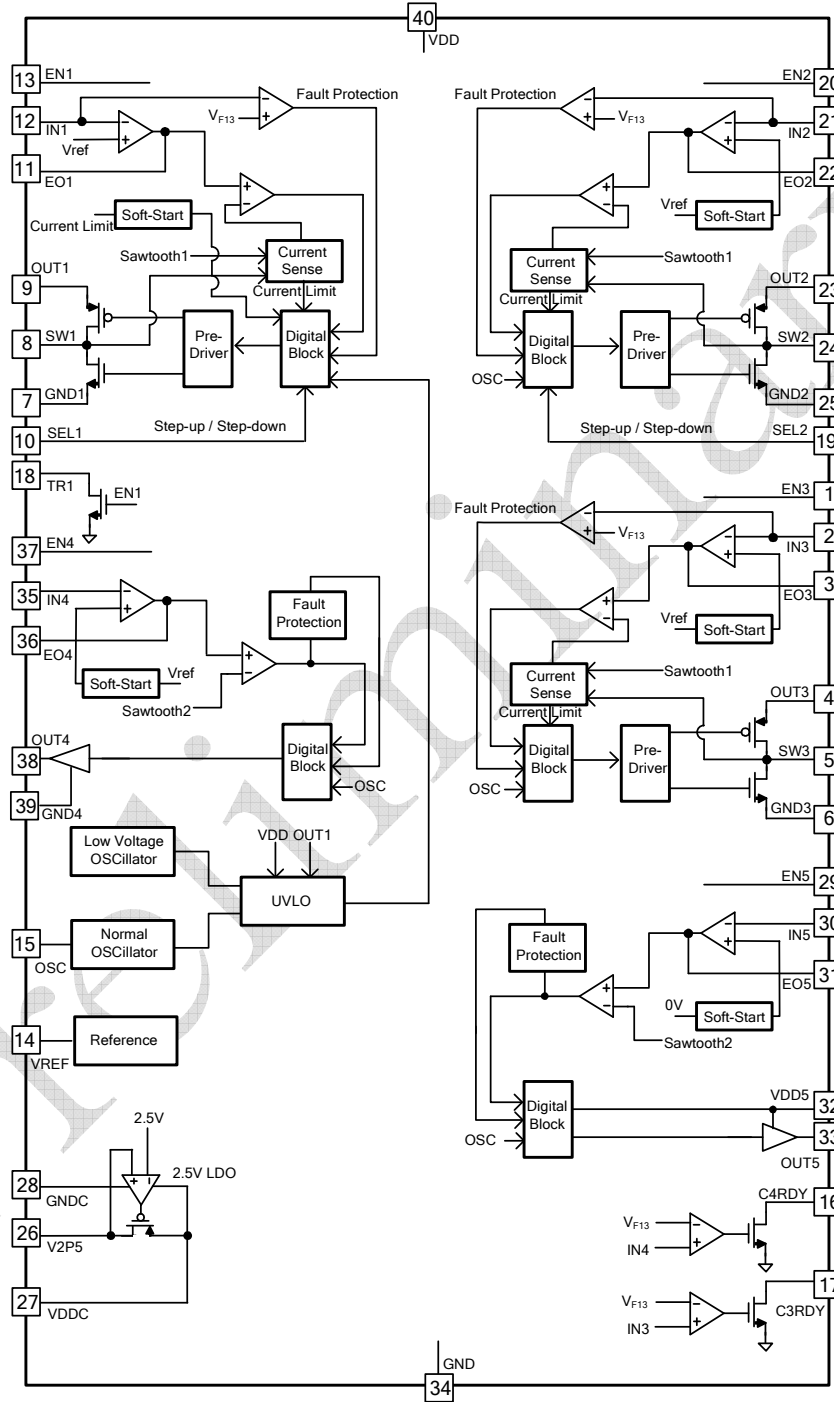 40
VDD
13
EN1
12
IN1
Vref
11
EO1
Fault Protection
VF13
Soft-Start
Current Limit
Sawtooth1
Current
Sense
Current Limit
OUT1
9
SW1
8
GND1
7
Pre-
Driver
Digital
Block
10
SEL1
Step-up / Step-down
18
TR1
EN1
37
EN4
35
IN4
36
EO4
Soft-Start
Vref
Sawtooth2
Fault
Protection
OUT4
38
39
GND4
Digital
Block
OSC
Low Voltage
OSCillator
VDD OUT1
UVLO
15
OSC
Normal
OSCillator
14
VREF
Reference
2.5V
2.5V LDO
28
GNDC
26
V2P5
27
VDDC
EN2
20
Fault Protection
VF13
21
IN2
22
EO2
Vref
Soft-Start
Current
Sense
Sawtooth1
Current Limit
OUT2
23
SW2
24
GND2
25
Digital
Block
Pre-
Driver
OSC
Step-up / Step-down
SEL2
19
EN3
1
Fault Protection
VF13
2
IN3
3
EO3
Vref
Soft-Start
Current
Sense
Sawtooth1
Current Limit
OUT3
4
SW3
5
GND3
6
Digital
Block
Pre-
Driver
OSC
EN5
29
30
IN5
31
EO5
Fault
Protection
0V
Soft-Start
Sawtooth2
VDD5
32
33
OUT5
Digital
Block
OSC
C4RDY
16
VF13
IN4
17
C3RDY
VF13
IN3
GND
34
reliminar